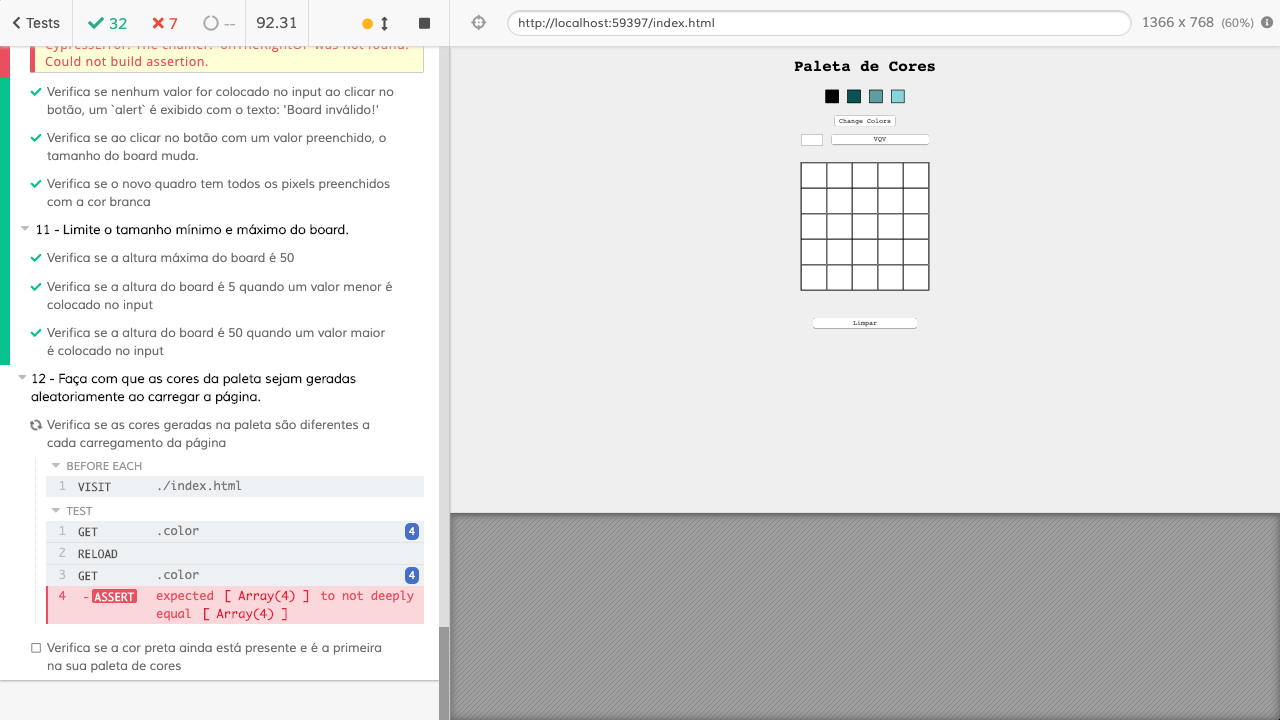 Tests
32
7
--
92.31
http://localhost:59397/index.html
1366 x 768 (60%)
CypressError: The chainer: 'onTheRightOf' was not found.
Could not build assertion.
Verifica se nenhum valor for colocado no input ao clicar no
botão, um `alert` é exibido com o texto: 'Board inválido!'
Verifica se ao clicar no botão com um valor preenchido, o
tamanho do board muda.
Verifica se o novo quadro tem todos os pixels preenchidos
com a cor branca
11 - Limite o tamanho mínimo e máximo do board.
Verifica se a altura máxima do board é 50
Verifica se a altura do board é 5 quando um valor menor é
colocado no input
Verifica se a altura do board é 50 quando um valor maior
é colocado no input
12 - Faça com que as cores da paleta sejam geradas
aleatoriamente ao carregar a página.
Verifica se as cores geradas na paleta são diferentes a
cada carregamento da página
BEFORE EACH
1 VISIT ./index.html
TEST
1 GET .color 4
2 RELOAD
3 GET .color 4
4 -ASSERT expected [ Array(4) ] to not deeply
equal [ Array(4) ]
Verifica se a cor preta ainda está presente e é a primeira
na sua paleta de cores
Paleta de Cores
Change Colors
VQV
Limpar